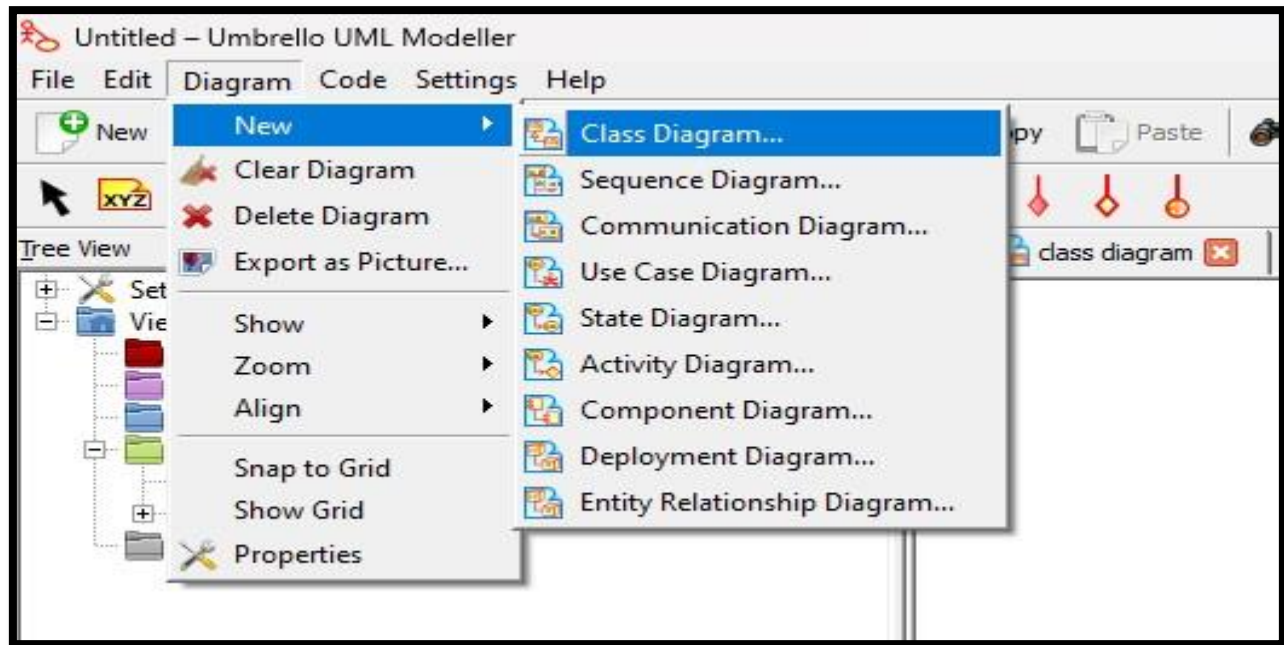 Untitled – Umbrello UML Modeller
File Edit Diagram Code Settings Help
New
New
Class Diagram...
py
Paste
XYZ
Clear Diagram
Sequence Diagram...
Delete Diagram
Communication Diagram...
Tree View
Export as Picture...
Use Case Diagram...
class diagram
Set
Vie
Show
State Diagram...
Zoom
Activity Diagram...
Align
Component Diagram...
Snap to Grid
Deployment Diagram...
Show Grid
Entity Relationship Diagram...
Properties